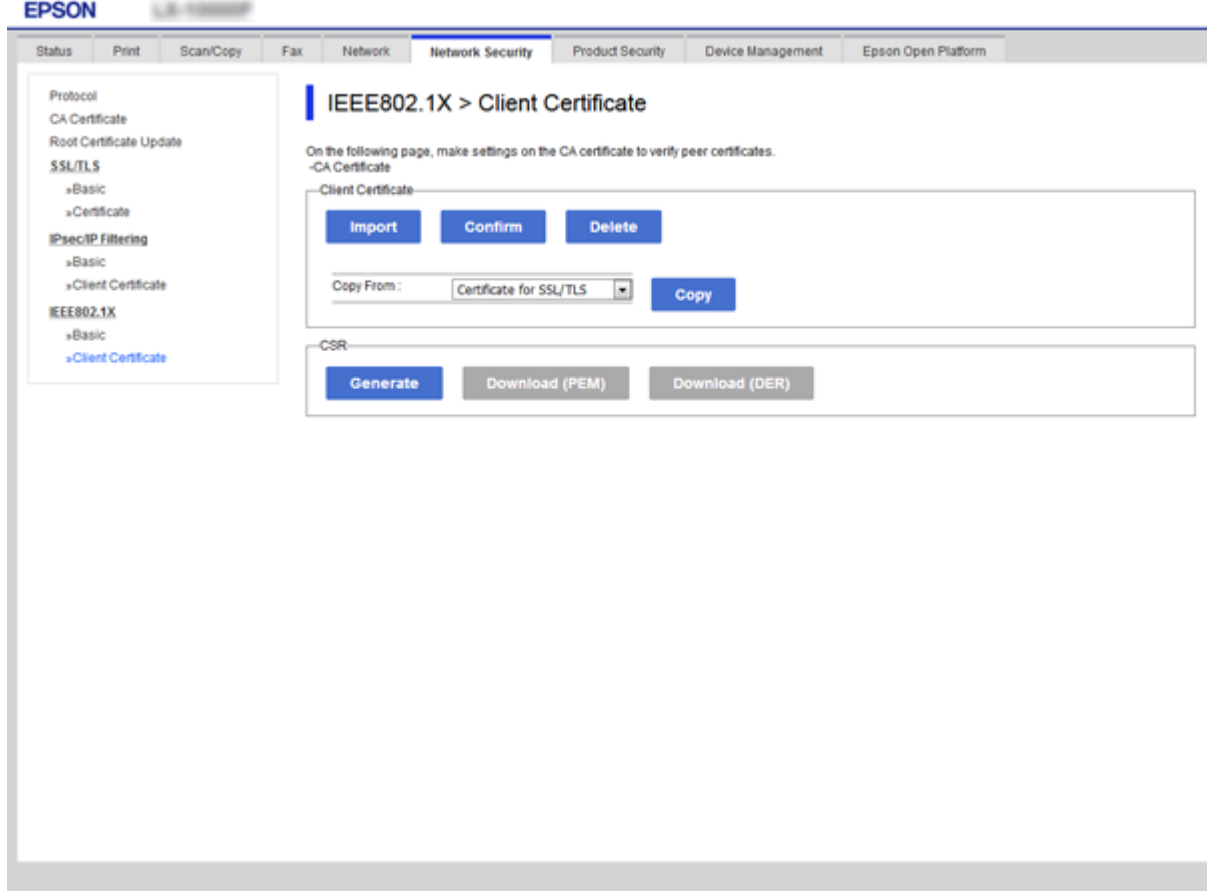 EPSON
Status Print Scan/Copy Fax Network Network Security Product Security Device Management Epson Open Platform
Protocol
CA Certificate
Root Certificate Update
SSL/TLS
»Basic
»Certificate
IPsec/IP Filtering
»Basic
»Client Certificate
IEEE802.1X
»Basic
»Client Certificate
IEEE802.1X > Client Certificate
On the following page, make settings on the CA certificate to verify peer certificates.
-CA Certificate
Client Certificate
Import Confirm Delete
Copy From : Certificate for SSL/TLS Copy
CSR
Generate Download (PEM) Download (DER)